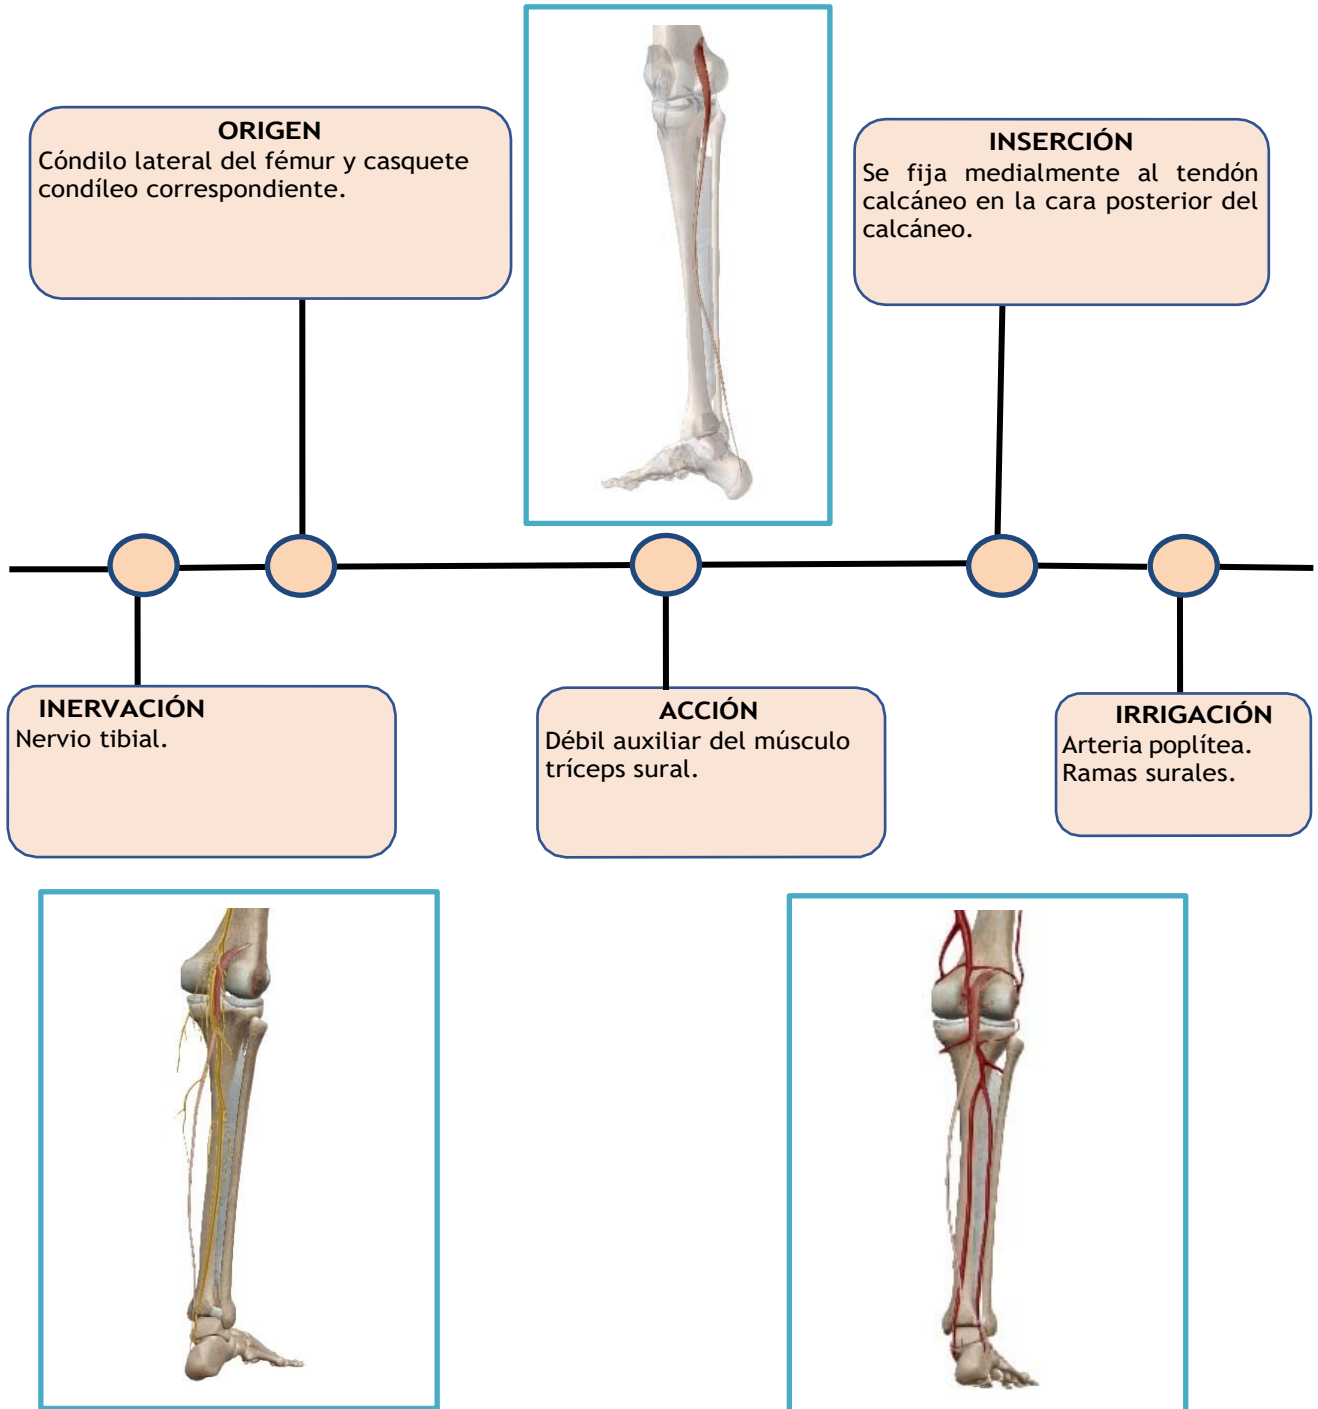 ORIGEN
Cóndilo lateral del fémur y casquete
condíleo correspondiente.
INSERCIÓN
Se fija medialmente al tendón
calcáneo en la cara posterior del
calcáneo.
INERVACIÓN
Nervio tibial.
ACCIÓN
Débil auxiliar del músculo
tríceps sural.
IRRIGACIÓN
Arteria poplítea.
Ramas surales.